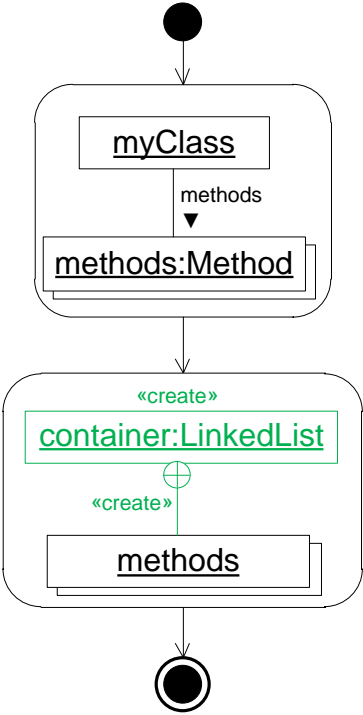 myClass
methods
▼
methods:Method
«create»
container:LinkedList
«create»
methods